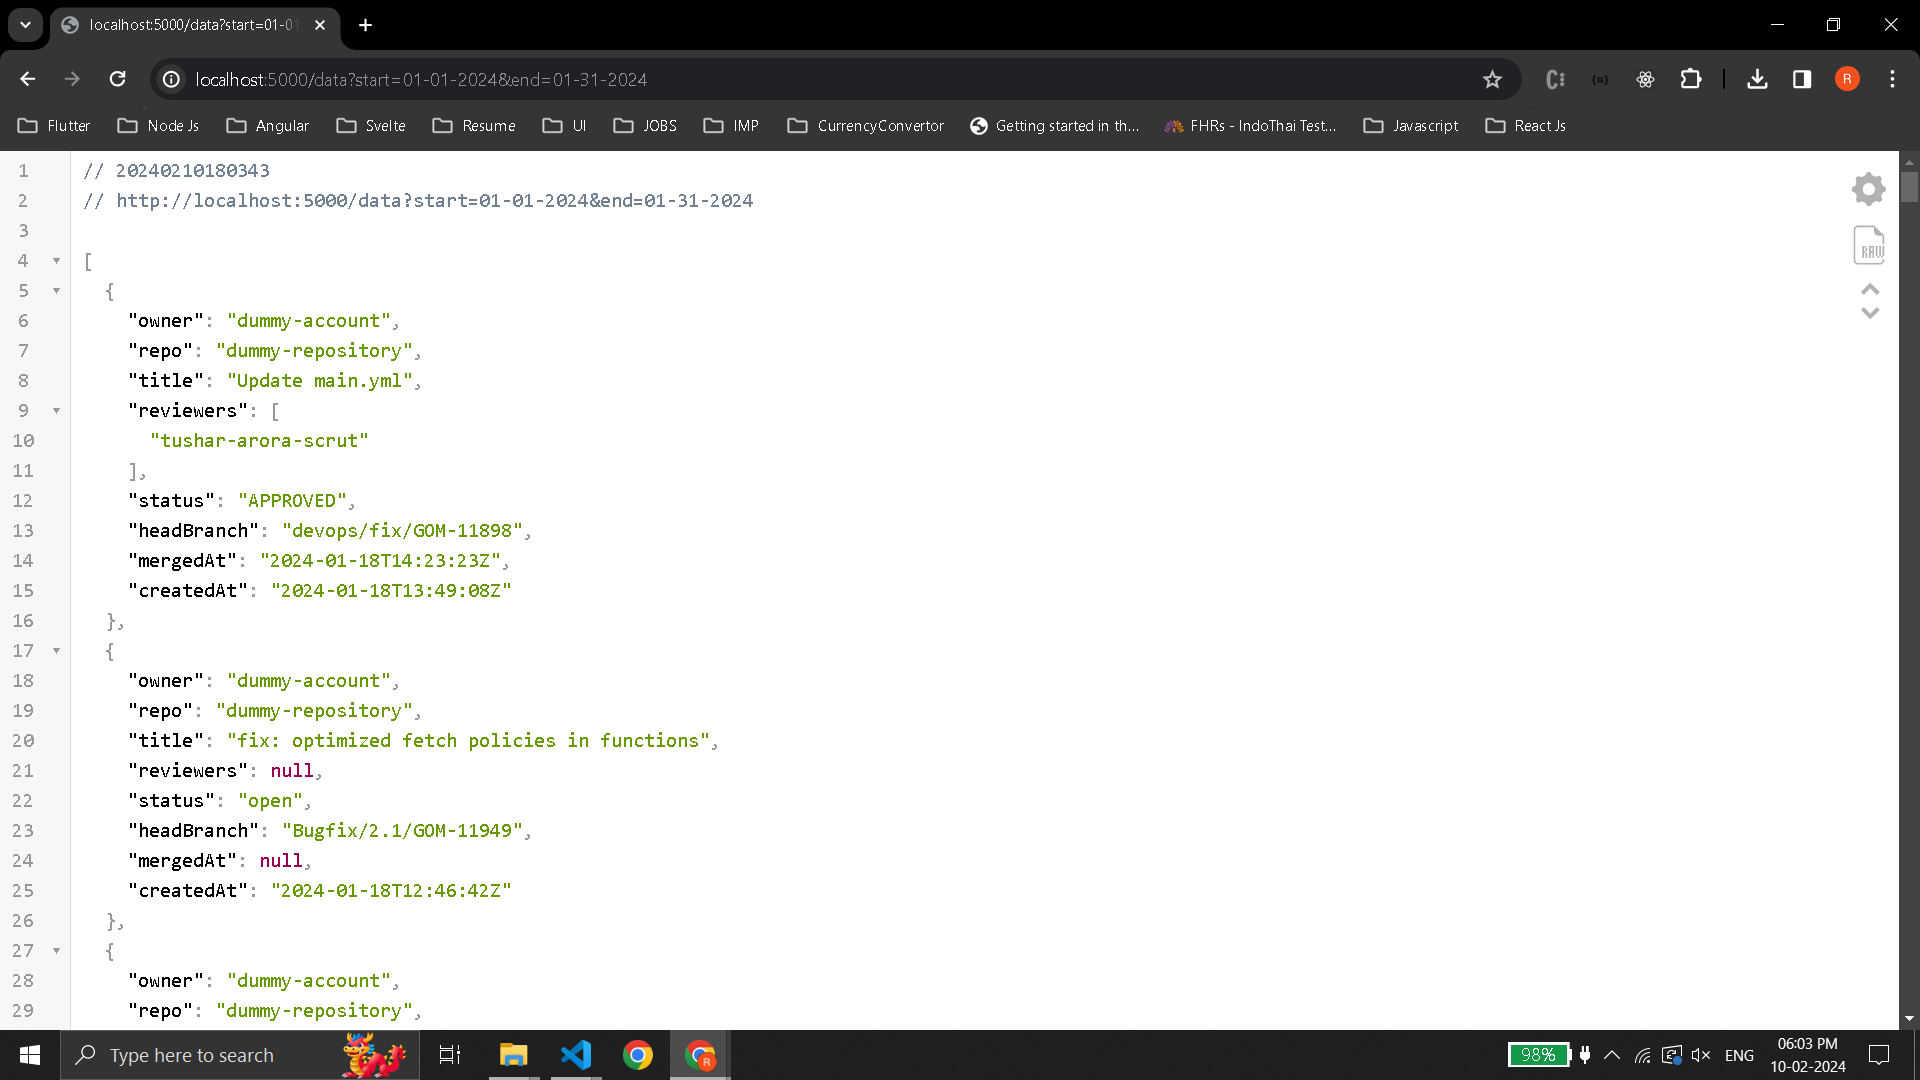 localhost:5000/data?start=01-01
localhost:5000/data?start=01-01-2024&end=01-31-2024
R
Flutter
Node Js
Angular
Svelte
Resume
UI
JOBS
IMP
CurrencyConvertor
Getting started in th...
FHRs - IndoThai Test...
Javascript
React Js
1 // 20240210180343
2 // http://localhost:5000/data?start=01-01-2024&end=01-31-2024
3
4 [
5 {
6 "owner": "dummy-account",
7 "repo": "dummy-repository",
8 "title": "Update main.yml",
9 "reviewers": [
10 "tushar-arora-scrut"
11 ],
12 "status": "APPROVED",
13 "headBranch": "devops/fix/GOM-11898",
14 "mergedAt": "2024-01-18T14:23:23Z",
15 "createdAt": "2024-01-18T13:49:08Z"
16 },
17 {
18 "owner": "dummy-account",
19 "repo": "dummy-repository",
20 "title": "fix: optimized fetch policies in functions",
21 "reviewers": null,
22 "status": "open",
23 "headBranch": "Bugfix/2.1/GOM-11949",
24 "mergedAt": null,
25 "createdAt": "2024-01-18T12:46:42Z"
26 },
27 {
28 "owner": "dummy-account",
29 "repo": "dummy-repository",
RAW
Type here to search
R
98%
ENG
06:03 PM
10-02-2024